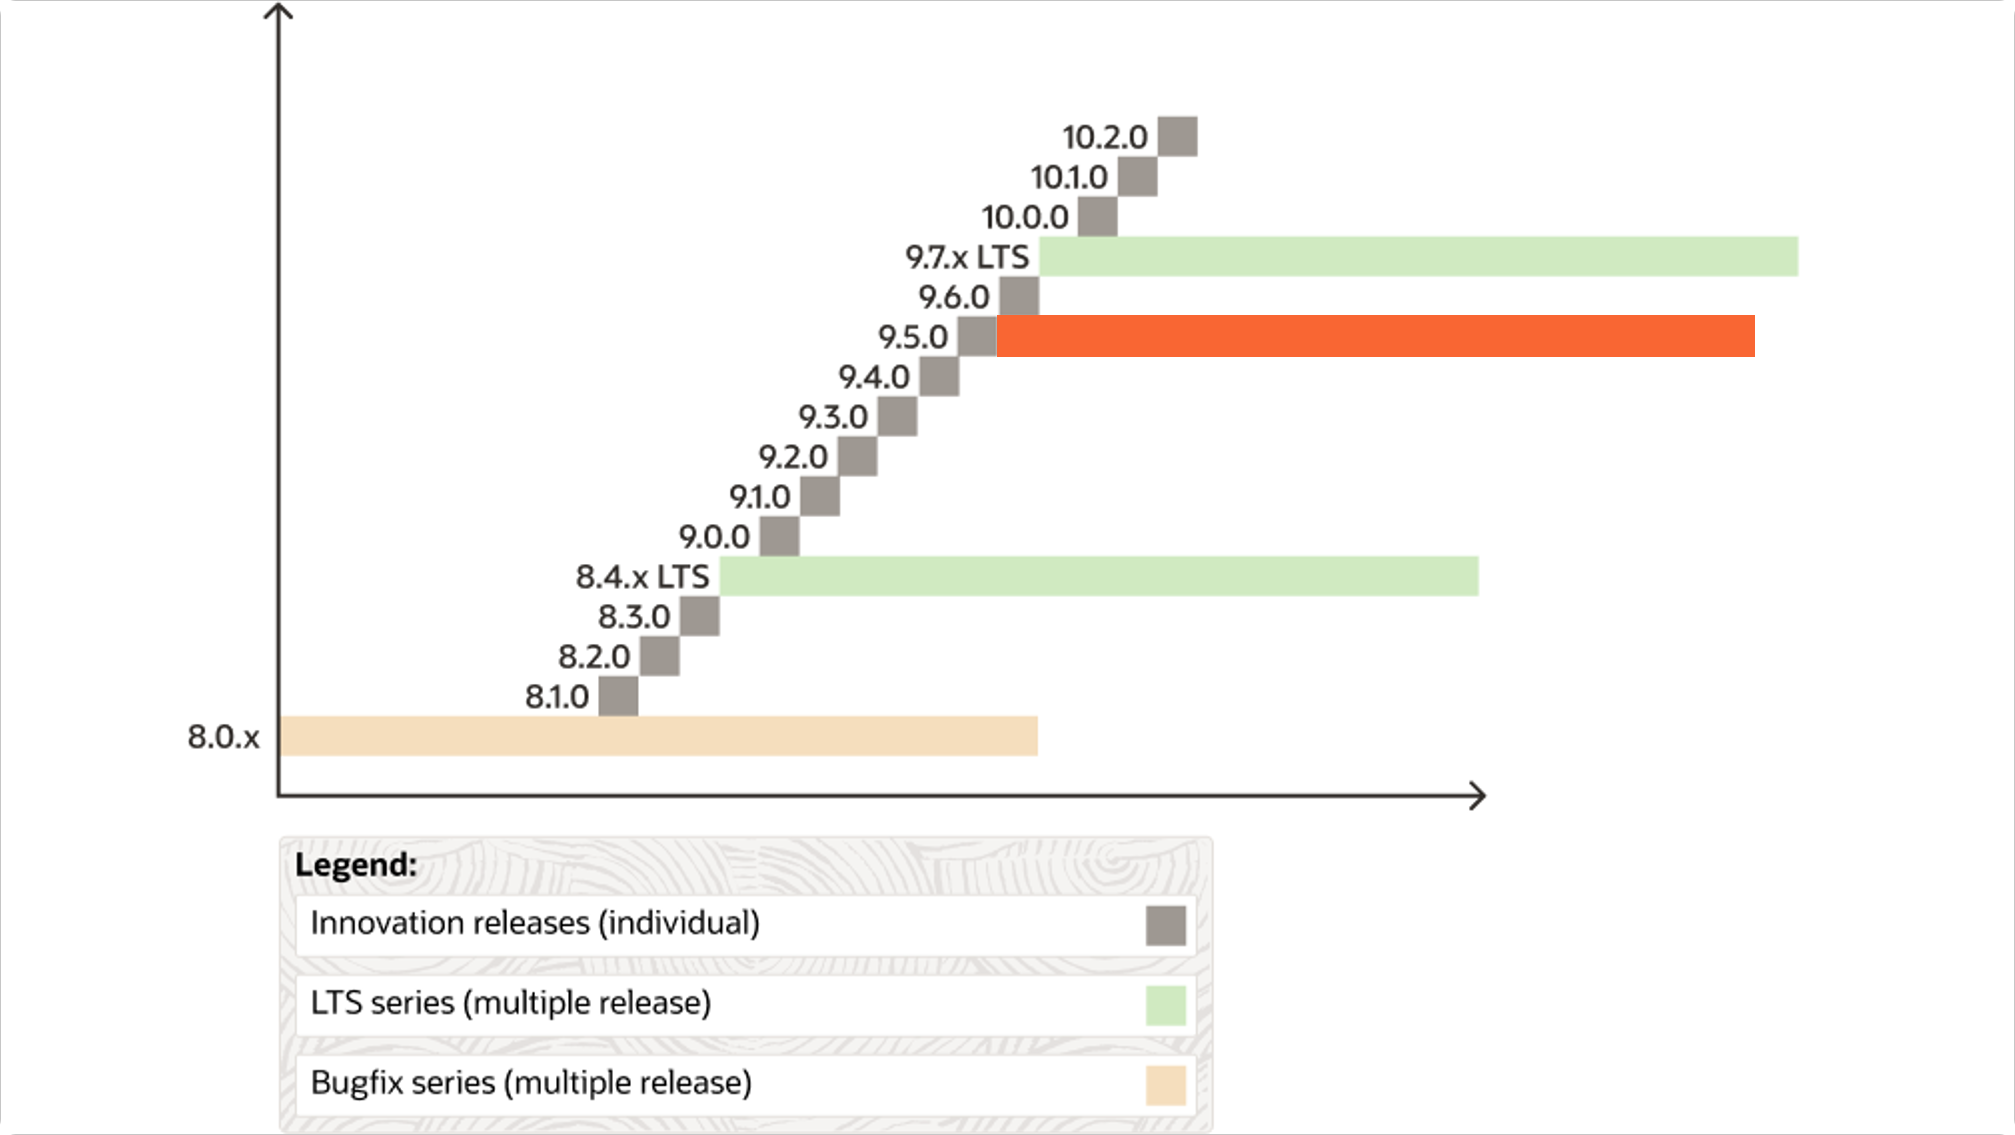 10.2.0
10.1.0
10.0.0
9.7.x LTS
9.6.0
9.5.0
9.4.0
9.3.0
9.2.0
9.1.0
9.0.0
8.4.x LTS
8.3.0
8.2.0
8.1.0
8.0.x
Legend:
Innovation releases (individual)
LTS series (multiple release)
Bugfix series (multiple release)